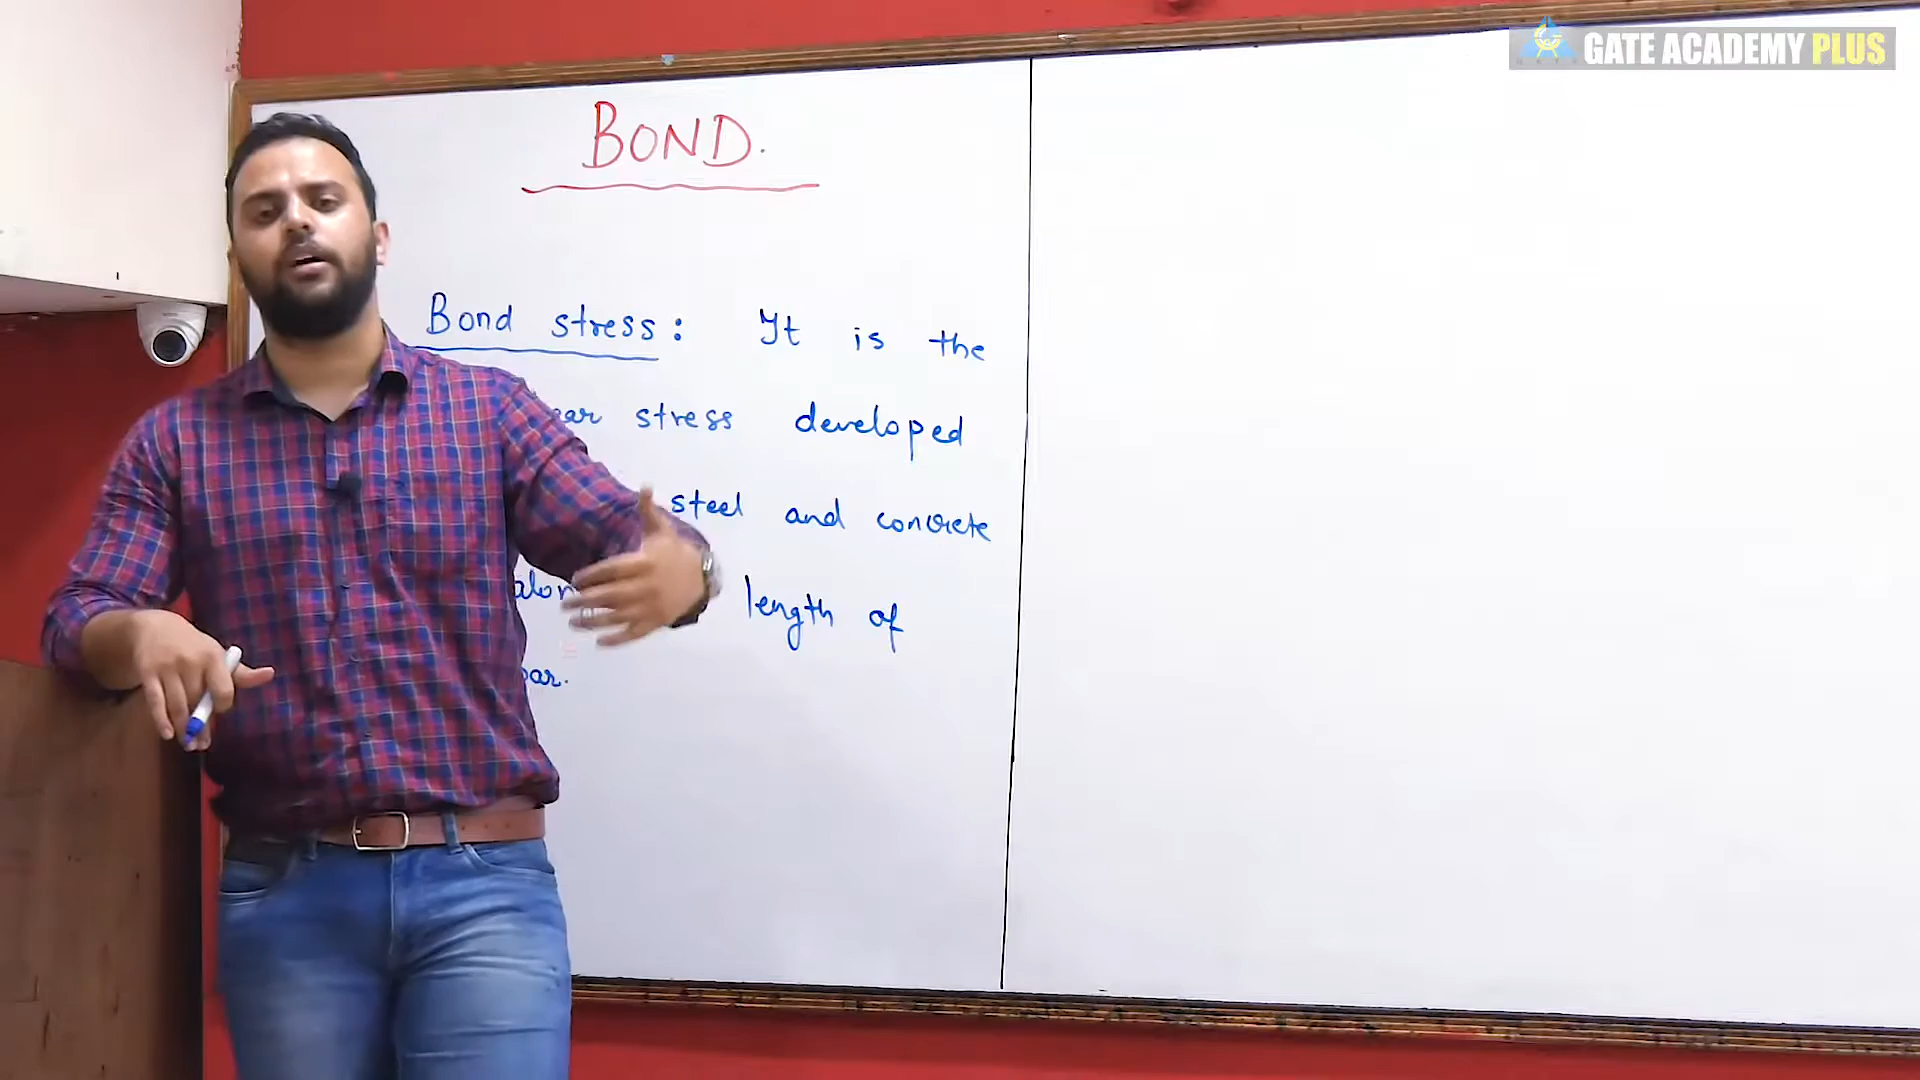 GATE ACADEMY PLUS
BOND.
Bond stress: It is the
stress developed
steel and concrete
length of